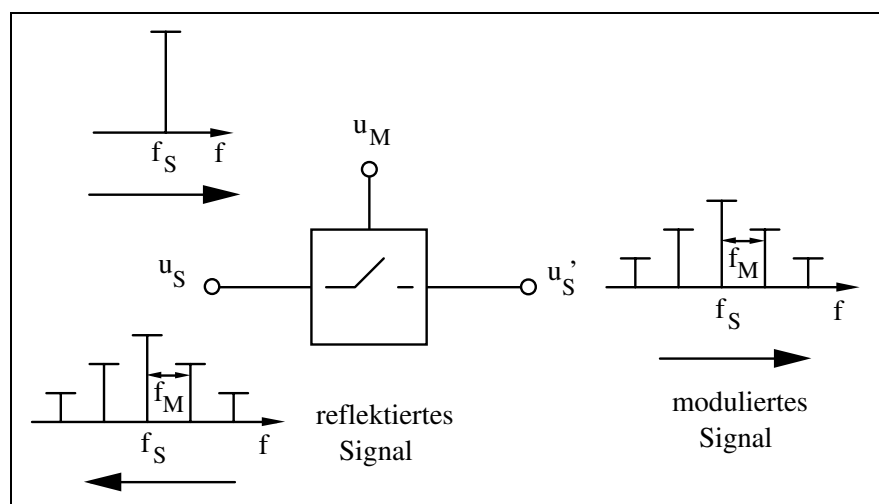 f_S f
u_M
u_S
u_S’
f_M
f_S f
f_M
f_S f
reflektiertes
Signal
moduliertes
Signal